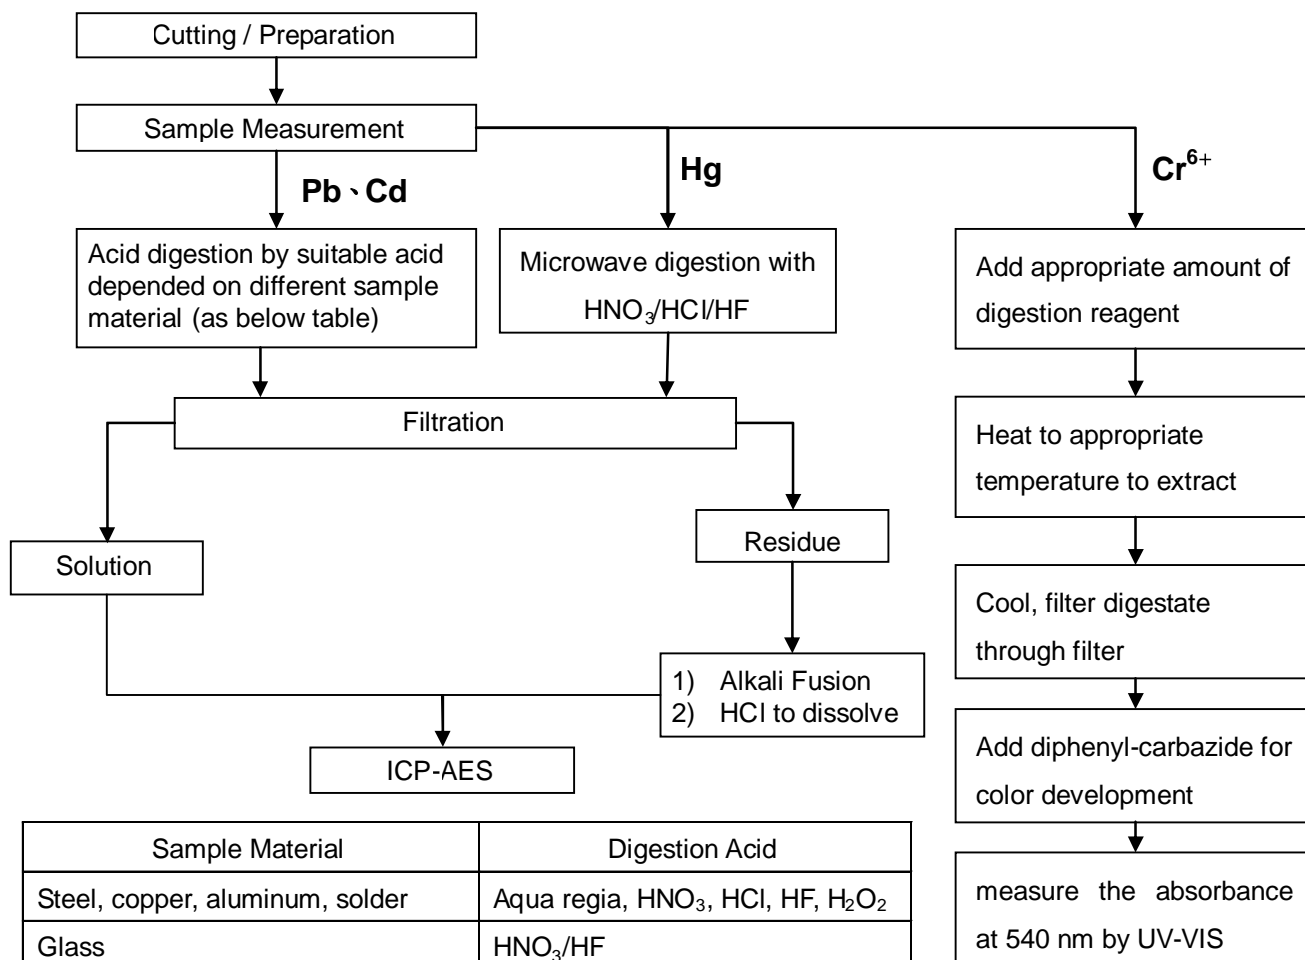 Cutting / Preparation
Sample Measurement
Pb、Cd
Hg
Cr⁶⁺
Acid digestion by suitable acid
depended on different sample
material (as below table)
Microwave digestion with
HNO₃/HCl/HF
Add appropriate amount of
digestion reagent
Filtration
Heat to appropriate
temperature to extract
Solution
Residue
Cool, filter digestate
through filter
1) Alkali Fusion
2) HCl to dissolve
ICP-AES
Add diphenyl-carbazide for
color development
measure the absorbance
at 540 nm by UV-VIS
Sample Material Digestion Acid
Steel, copper, aluminum, solder Aqua regia, HNO₃, HCl, HF, H₂O₂
Glass HNO₃/HF